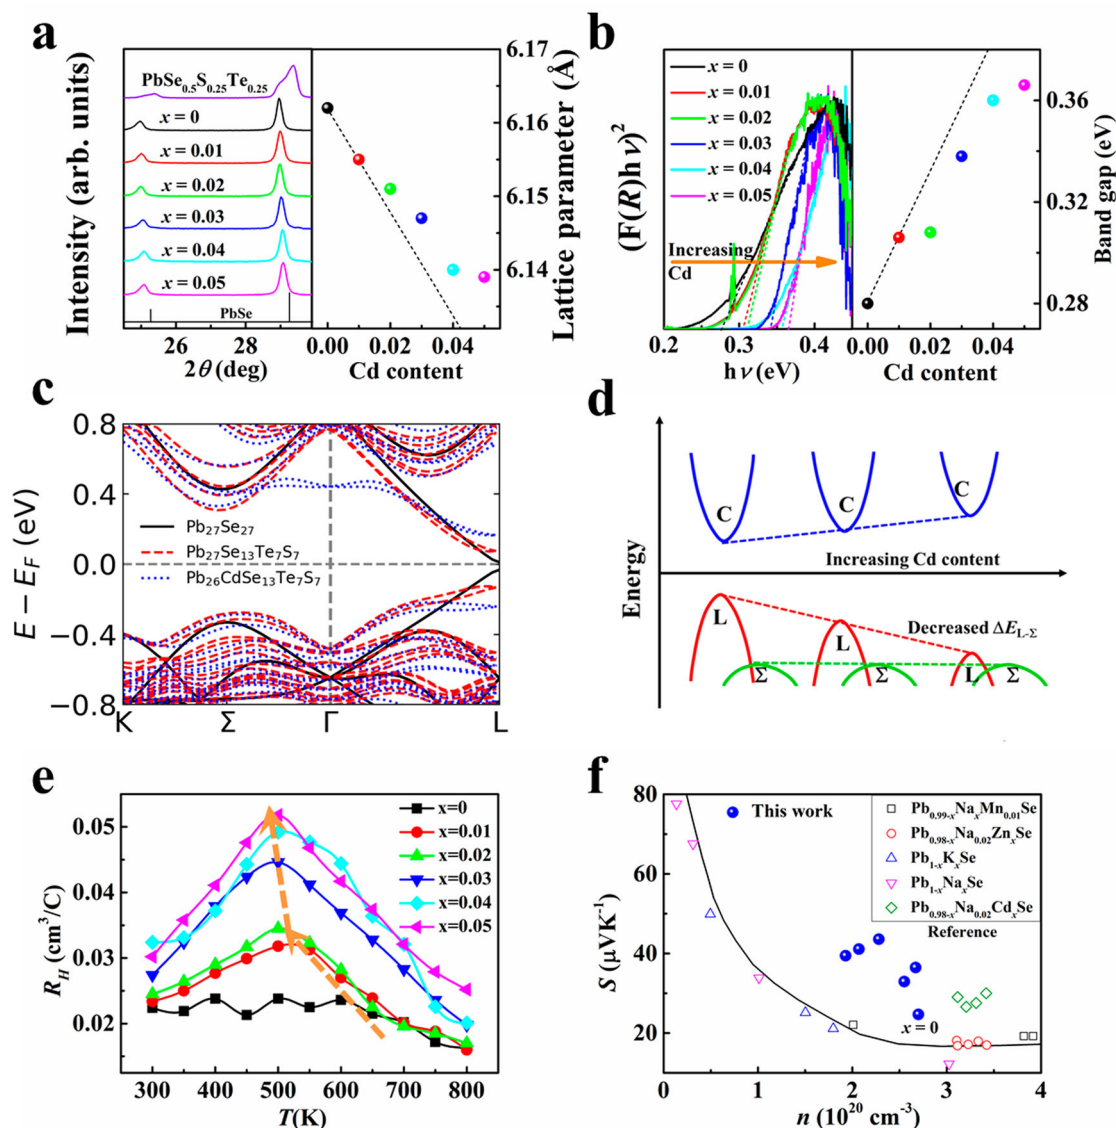 a
Intensity (arb. units)
PbSe0.5S0.25Te0.25
x = 0
x = 0.01
x = 0.02
x = 0.03
x = 0.04
x = 0.05
PbSe
26
28
30
2θ (deg)
0.00
0.02
0.04
Cd content
6.17
6.16
6.15
6.14
Lattice parameter (Å)
b
(F(R)hν)2
x = 0
x = 0.01
x = 0.02
x = 0.03
x = 0.04
x = 0.05
Increasing
Cd
0.2
0.3
0.4
hν (eV)
0.00
0.02
0.04
Cd content
0.36
0.32
0.28
Band gap (eV)
c
E − EF (eV)
0.8
0.4
0.0
−0.4
−0.8
Pb27Se27
Pb27Se13Te7S7
Pb26CdSe13Te7S7
K
Σ
Γ
L
d
Energy
C
C
C
Increasing Cd content
Decreased ΔEL-Σ
L
L
L
Σ
Σ
Σ
e
RH (cm3/C)
0.05
0.04
0.03
0.02
x=0
x=0.01
x=0.02
x=0.03
x=0.04
x=0.05
300
400
500
600
700
800
T(K)
f
S (μVK-1)
80
60
40
20
This work
Pb0.99-xNaxMn0.01Se
Pb0.98-xNa0.02ZnxSe
Pb1-xKxSe
Pb1-xNaxSe
Pb0.98-xNa0.02CdxSe
Reference
x = 0
0
1
2
3
4
n (1020 cm-3)